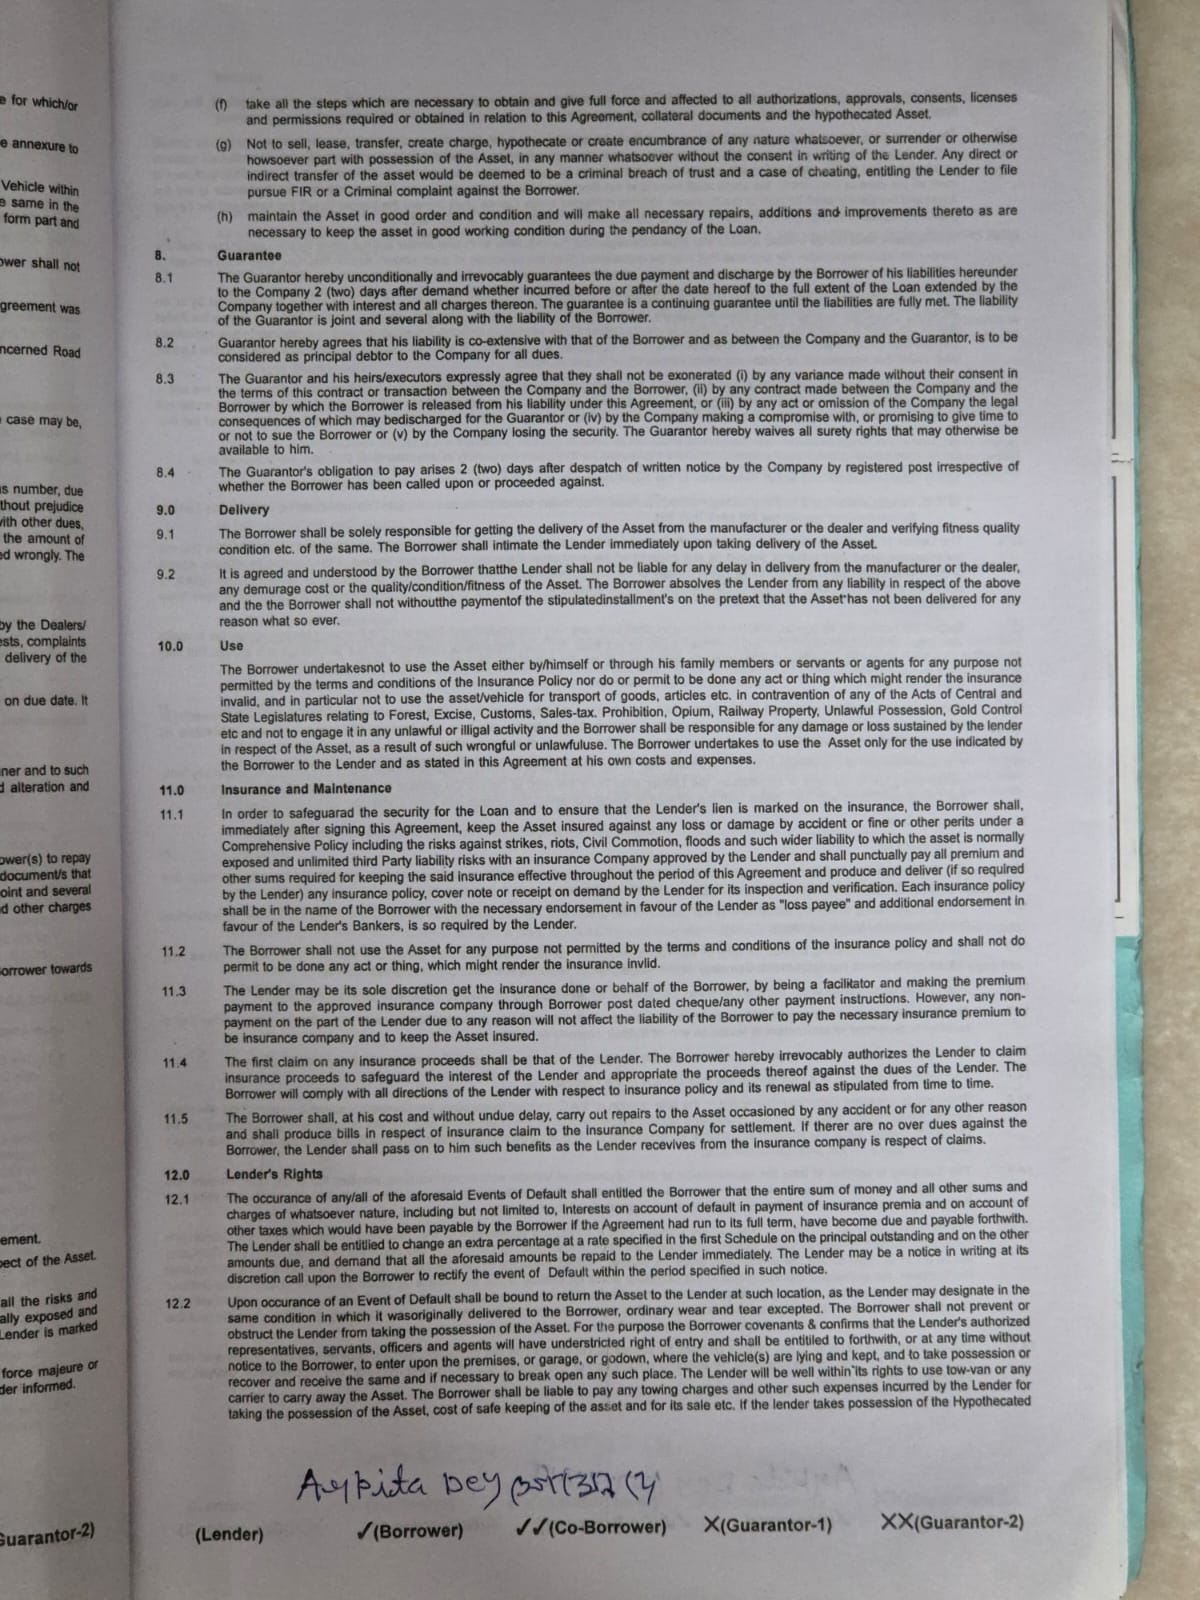 e for which/or
e annexure to
Vehicle within
e same in the
form part and
ower shall not
greement was
ncerned Road
case may be,
is number, due
thout prejudice
with other dues,
the amount of
ed wrongly. The
by the Dealers/
ests, complaints
delivery of the
on due date. It
ner and to such
d alteration and
ower(s) to repay
document/s that
oint and several
d other charges
orrower towards
ement.
pect of the Asset.
all the risks and
ally exposed and
Lender is marked
force majeure or
der informed.
Guarantor-2)
(f) take all the steps which are necessary to obtain and give full force and affected to all authorizations, approvals, consents, licenses
and permissions required or obtained in relation to this Agreement, collateral documents and the hypothecated Asset.
(g) Not to sell, lease, transfer, create charge, hypothecate or create encumbrance of any nature whatsoever, or surrender or otherwise
howsoever part with possession of the Asset, in any manner whatsoever without the consent in writing of the Lender. Any direct or
indirect transfer of the asset would be deemed to be a criminal breach of trust and a case of cheating, entitling the Lender to file
pursue FIR or a Criminal complaint against the Borrower.
(h) maintain the Asset in good order and condition and will make all necessary repairs, additions and improvements thereto as are
necessary to keep the asset in good working condition during the pendancy of the Loan.
8. Guarantee
8.1 The Guarantor hereby unconditionally and irrevocably guarantees the due payment and discharge by the Borrower of his liabilities hereunder
to the Company 2 (two) days after demand whether incurred before or after the date hereof to the full extent of the Loan extended by the
Company together with interest and all charges thereon. The guarantee is a continuing guarantee until the liabilities are fully met. The liability
of the Guarantor is joint and several along with the liability of the Borrower.
8.2 Guarantor hereby agrees that his liability is co-extensive with that of the Borrower and as between the Company and the Guarantor, is to be
considered as principal debtor to the Company for all dues.
8.3 The Guarantor and his heirs/executors expressly agree that they shall not be exonerated (i) by any variance made without their consent in
the terms of this contract or transaction between the Company and the Borrower, (ii) by any contract made between the Company and the
Borrower by which the Borrower is released from his liability under this Agreement, or (iii) by any act or omission of the Company the legal
consequences of which may bedischarged for the Guarantor or (iv) by the Company making a compromise with, or promising to give time to
or not to sue the Borrower or (v) by the Company losing the security. The Guarantor hereby waives all surety rights that may otherwise be
available to him.
8.4 The Guarantor's obligation to pay arises 2 (two) days after despatch of written notice by the Company by registered post irrespective of
whether the Borrower has been called upon or proceeded against.
9.0 Delivery
9.1 The Borrower shall be solely responsible for getting the delivery of the Asset from the manufacturer or the dealer and verifying fitness quality
condition etc. of the same. The Borrower shall intimate the Lender immediately upon taking delivery of the Asset.
9.2 It is agreed and understood by the Borrower thatthe Lender shall not be liable for any delay in delivery from the manufacturer or the dealer,
any demurage cost or the quality/condition/fitness of the Asset. The Borrower absolves the Lender from any liability in respect of the above
and the the Borrower shall not withoutthe paymentof the stipulatedinstallment's on the pretext that the Asset has not been delivered for any
reason what so ever.
10.0 Use
The Borrower undertakesnot to use the Asset either by/himself or through his family members or servants or agents for any purpose not
permitted by the terms and conditions of the Insurance Policy nor do or permit to be done any act or thing which might render the insurance
invalid, and in particular not to use the asset/vehicle for transport of goods, articles etc. in contravention of any of the Acts of Central and
State Legislatures relating to Forest, Excise, Customs, Sales-tax. Prohibition, Opium, Railway Property, Unlawful Possession, Gold Control
etc and not to engage it in any unlawful or illigal activity and the Borrower shall be responsible for any damage or loss sustained by the lender
in respect of the Asset, as a result of such wrongful or unlawfuluse. The Borrower undertakes to use the Asset only for the use indicated by
the Borrower to the Lender and as stated in this Agreement at his own costs and expenses.
11.0 Insurance and Maintenance
11.1 In order to safeguarad the security for the Loan and to ensure that the Lender's lien is marked on the insurance, the Borrower shall,
immediately after signing this Agreement, keep the Asset insured against any loss or damage by accident or fine or other perits under a
Comprehensive Policy including the risks against strikes, riots, Civil Commotion, floods and such wider liability to which the asset is normally
exposed and unlimited third Party liability risks with an insurance Company approved by the Lender and shall punctually pay all premium and
other sums required for keeping the said insurance effective throughout the period of this Agreement and produce and deliver (if so required
by the Lender) any insurance policy, cover note or receipt on demand by the Lender for its inspection and verification. Each insurance policy
shall be in the name of the Borrower with the necessary endorsement in favour of the Lender as "loss payee" and additional endorsement in
favour of the Lender's Bankers, is so required by the Lender.
11.2 The Borrower shall not use the Asset for any purpose not permitted by the terms and conditions of the insurance policy and shall not do
permit to be done any act or thing, which might render the insurance invlid.
11.3 The Lender may be its sole discretion get the insurance done or behalf of the Borrower, by being a facilitator and making the premium
payment to the approved insurance company through Borrower post dated cheque/any other payment instructions. However, any non-
payment on the part of the Lender due to any reason will not affect the liability of the Borrower to pay the necessary insurance premium to
be insurance company and to keep the Asset insured.
11.4 The first claim on any insurance proceeds shall be that of the Lender. The Borrower hereby irrevocably authorizes the Lender to claim
insurance proceeds to safeguard the interest of the Lender and appropriate the proceeds thereof against the dues of the Lender. The
Borrower will comply with all directions of the Lender with respect to insurance policy and its renewal as stipulated from time to time.
11.5 The Borrower shall, at his cost and without undue delay, carry out repairs to the Asset occasioned by any accident or for any other reason
and shall produce bills in respect of insurance claim to the Insurance Company for settlement. If therer are no over dues against the
Borrower, the Lender shall pass on to him such benefits as the Lender recevives from the insurance company is respect of claims.
12.0 Lender's Rights
12.1 The occurance of any/all of the aforesaid Events of Default shall entitled the Borrower that the entire sum of money and all other sums and
charges of whatsoever nature, including but not limited to, Interests on account of default in payment of insurance premia and on account of
other taxes which would have been payable by the Borrower if the Agreement had run to its full term, have become due and payable forthwith.
The Lender shall be entitlied to change an extra percentage at a rate specified in the first Schedule on the principal outstanding and on the other
amounts due, and demand that all the aforesaid amounts be repaid to the Lender immediately. The Lender may be a notice in writing at its
discretion call upon the Borrower to rectify the event of Default within the period specified in such notice.
12.2 Upon occurance of an Event of Default shall be bound to return the Asset to the Lender at such location, as the Lender may designate in the
same condition in which it wasoriginally delivered to the Borrower, ordinary wear and tear excepted. The Borrower shall not prevent or
obstruct the Lender from taking the possession of the Asset. For the purpose the Borrower covenants & confirms that the Lender's authorized
representatives, servants, officers and agents will have understricted right of entry and shall be entitiled to forthwith, or at any time without
notice to the Borrower, to enter upon the premises, or garage, or godown, where the vehicle(s) are lying and kept, and to take possession or
recover and receive the same and if necessary to break open any such place. The Lender will be well within its rights to use tow-van or any
carrier to carry away the Asset. The Borrower shall be liable to pay any towing charges and other such expenses incurred by the Lender for
taking the possession of the Asset, cost of safe keeping of the asset and for its sale etc. If the lender takes possession of the Hypothecated
Arpita Dey
(Lender) ✓(Borrower) ✓✓(Co-Borrower) X(Guarantor-1) XX(Guarantor-2)